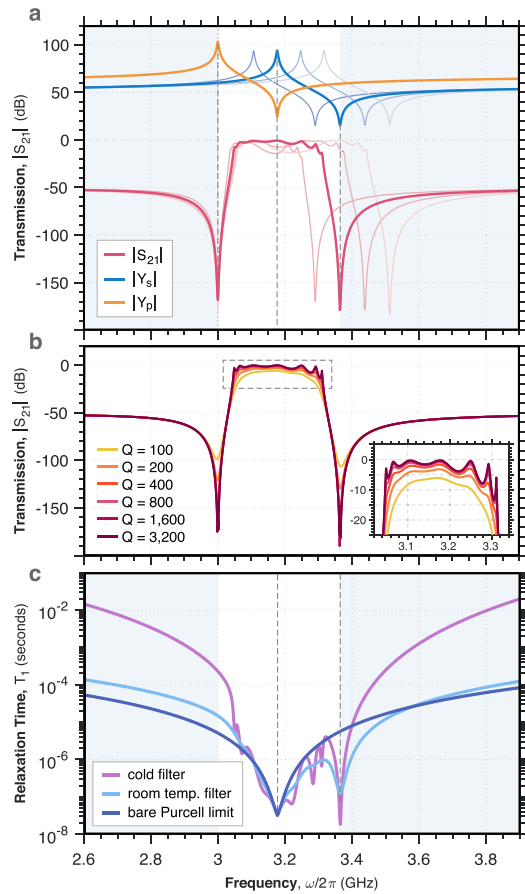 a
Transmission, |S21| (dB)
100
50
0
-50
-100
-150
|S21|
|Ys|
|Yp|
b
Transmission, |S21| (dB)
0
-50
-100
-150
Q = 100
Q = 200
Q = 400
Q = 800
Q = 1,600
Q = 3,200
0
-10
-20
3.1
3.2
3.3
c
Relaxation Time, T1 (seconds)
10-2
10-4
10-6
10-8
cold filter
room temp. filter
bare Purcell limit
2.6
2.8
3
3.2
3.4
3.6
3.8
Frequency, ω/2π (GHz)